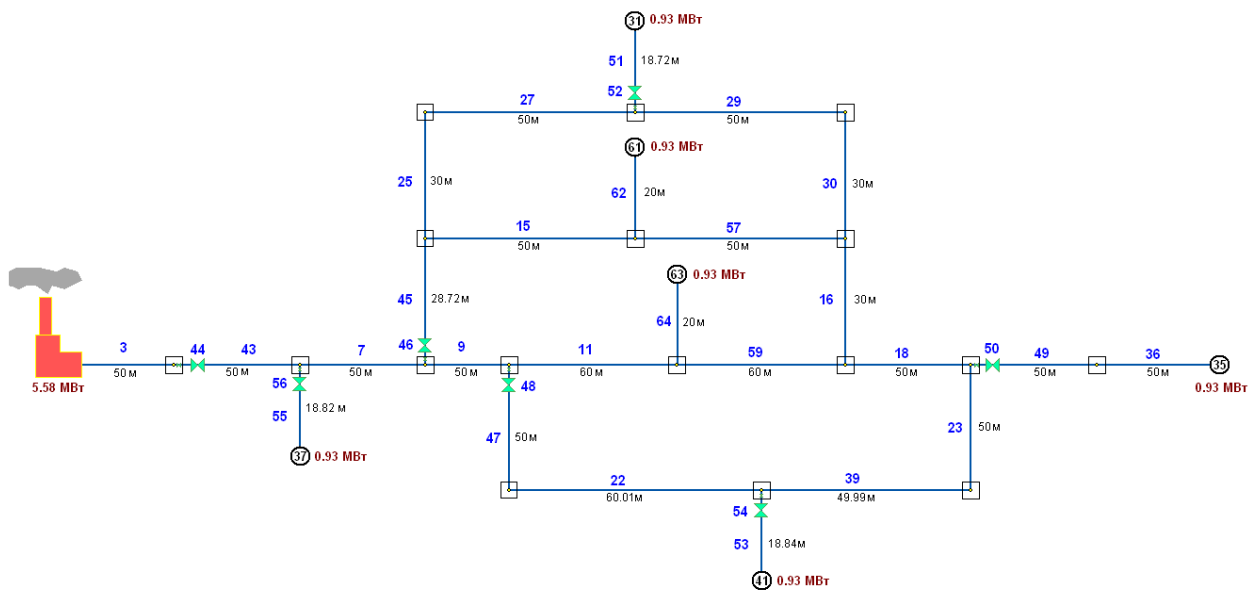 31 0.93 МВт
51 18.72м
52
27 29
50м 50м
61 0.93 МВт
25 30м 62 20м 30 30м
15 57
50м 50м
63 0.93 МВт
45 28.72м 16 30м
64 20м
3 44 43 7 46 9 11 59 18 50 49 36
50м 50м 50м 50м 60м 60м 50м 50м 50м
35
5.58 МВт 56 48 0.93 МВт
55 18.82 м
47 50м 23 50м
37 0.93 МВт
22 39
60.01м 49.99м
54
53 18.84м
41 0.93 МВт